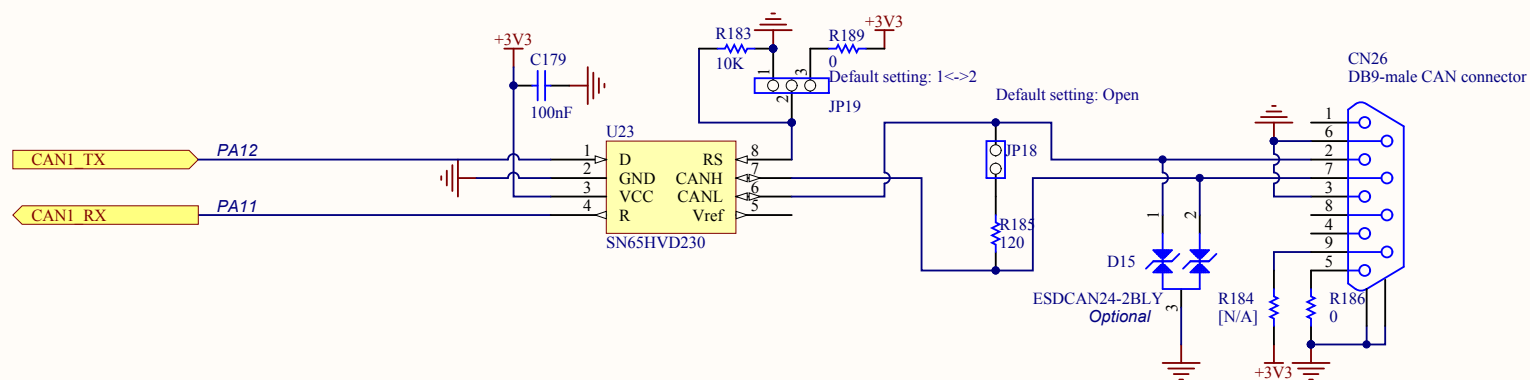 +3V3
C179
100nF
R183
10K
R189
0
+3V3
1
3
2
Default setting: 1<->2
JP19
Default setting: Open
CN26
DB9-male CAN connector
CAN1_TX
PA12
CAN1_RX
PA11
U23
1
D
RS
8
2
GND
CANH
7
3
VCC
CANL
6
4
R
Vref
5
SN65HVD230
JP18
R185
120
1
2
D15
3
ESDCAN24-2BLY
Optional
1
6
2
7
3
8
4
9
5
R184
[N/A]
R186
0
+3V3